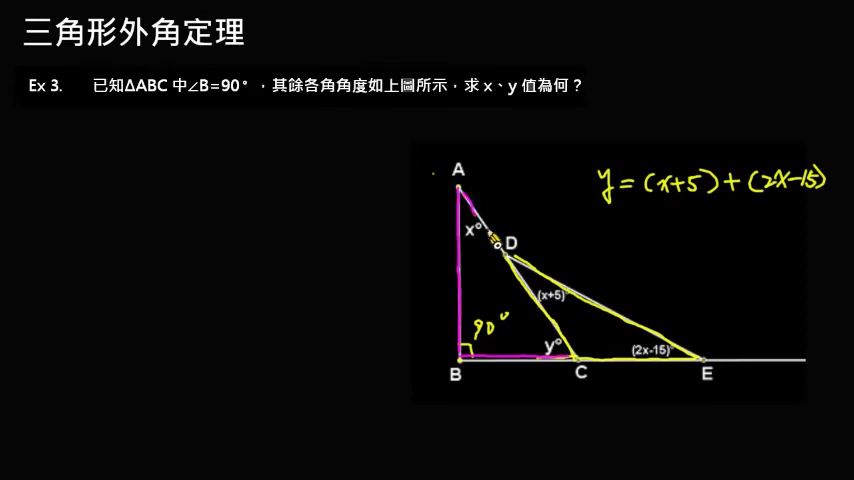 三角形外角定理
Ex 3. 已知ΔABC 中∠B=90°，其餘各角角度如上圖所示，求 x、y 值為何？
y=(x+5)+(2x-15)
A
x°
D
(x+5)°
90°
y°
(2x-15)°
B
C
E